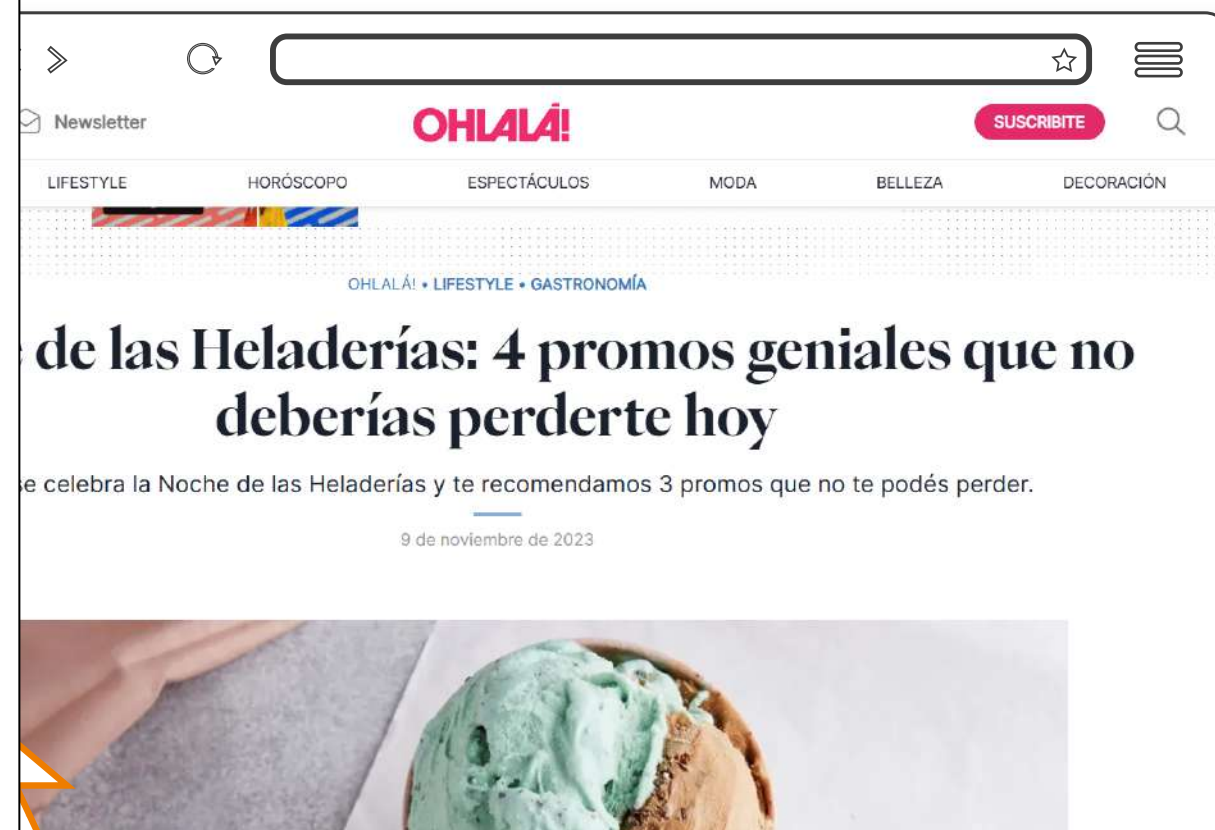 Newsletter
OHLALÁ!
SUSCRIBITE
LIFESTYLE HORÓSCOPO ESPECTÁCULOS MODA BELLEZA DECORACIÓN
OHLALÁ! • LIFESTYLE • GASTRONOMÍA
de las Heladerías: 4 promos geniales que no
deberías perderte hoy
se celebra la Noche de las Heladerías y te recomendamos 3 promos que no te podés perder.
9 de noviembre de 2023